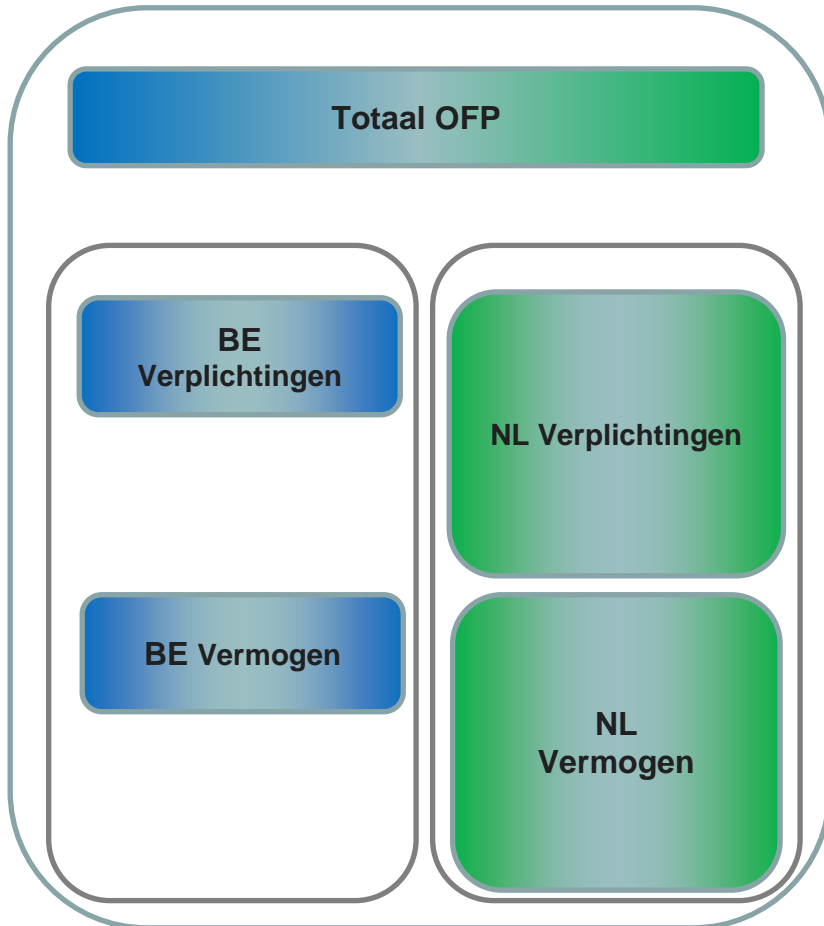 Totaal OFP
BE
Verplichtingen
BE Vermogen
NL Verplichtingen
NL
Vermogen